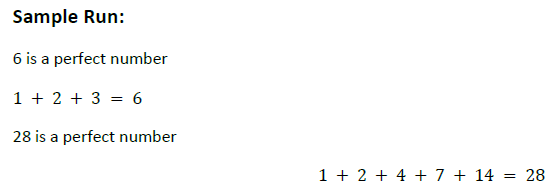 Sample Run:
6 is a perfect number
1 + 2 + 3 = 6
28 is a perfect number
1 + 2 + 4 + 7 + 14 = 28